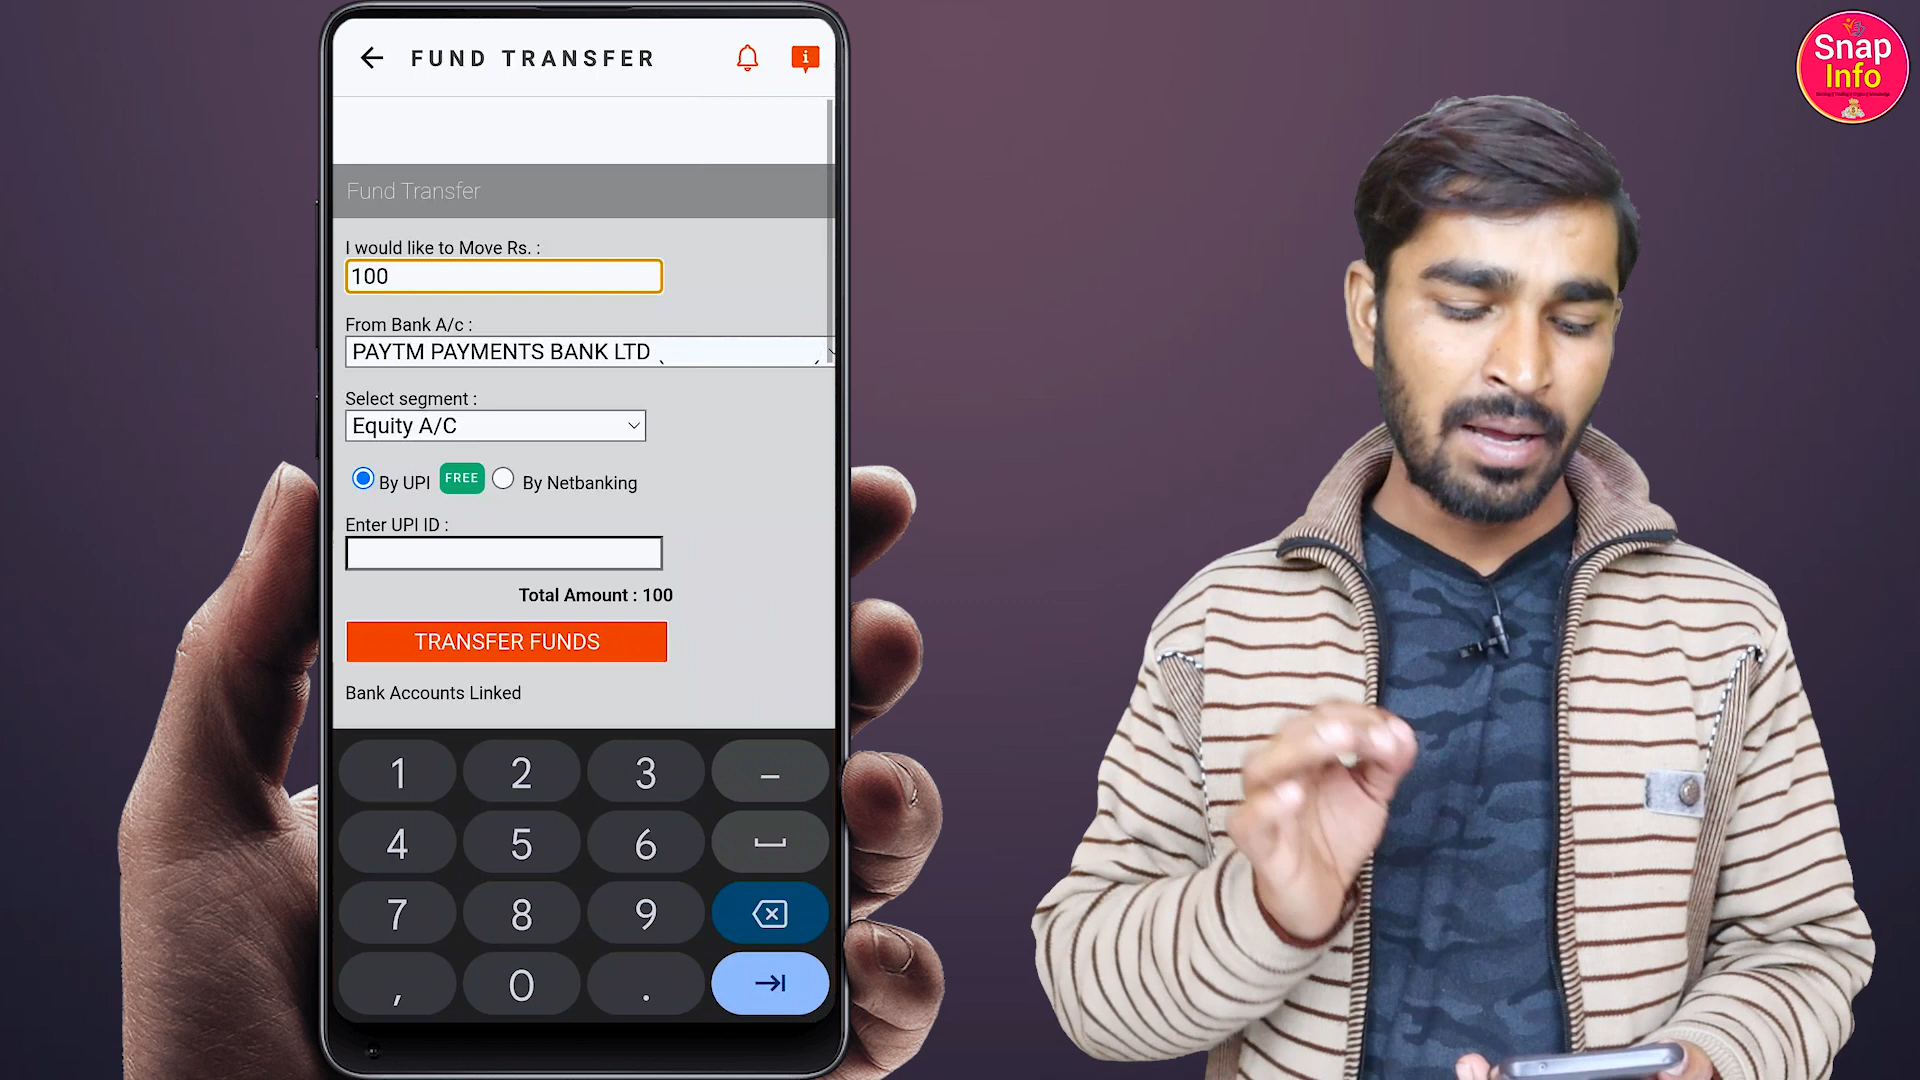 FUND TRANSFER
Fund Transfer
I would like to Move Rs. :
100
From Bank A/c :
PAYTM PAYMENTS BANK LTD
Select segment :
Equity A/C
By UPI FREE By Netbanking
Enter UPI ID :
Total Amount : 100
TRANSFER FUNDS
Bank Accounts Linked
1 2 3 –
4 5 6
7 8 9
, 0 .
Snap
Info